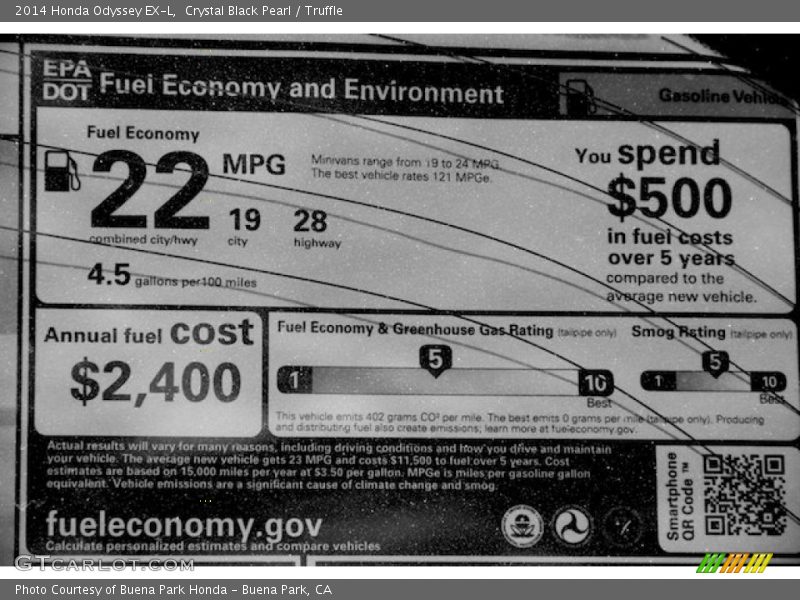 2014 Honda Odyssey EX-L, Crystal Black Pearl / Truffle
EPA
DOT
Fuel Economy and Environment
Gasoline Vehicle
Fuel Economy
22 MPG
combined city/hwy
19
city
28
highway
4.5 gallons per 100 miles
Minivans range from 19 to 24 MPG.
The best vehicle rates 121 MPGe.
You spend
$500
in fuel costs
over 5 years
compared to the
average new vehicle.
Annual fuel cost
$2,400
Fuel Economy & Greenhouse Gas Rating (tailpipe only)
5
1
10
Best
Smog Rating (tailpipe only)
5
1
10
Best
This vehicle emits 402 grams CO² per mile. The best emits 0 grams per mile (tailpipe only). Producing
and distributing fuel also create emissions; learn more at fueleconomy.gov.
Actual results will vary for many reasons, including driving conditions and how you drive and maintain
your vehicle. The average new vehicle gets 23 MPG and costs $11,500 to fuel over 5 years. Cost
estimates are based on 15,000 miles per year at $3.50 per gallon. MPGe is miles per gasoline gallon
equivalent. Vehicle emissions are a significant cause of climate change and smog.
fueleconomy.gov
Calculate personalized estimates and compare vehicles
Smartphone
QR Code ™
GTcarlot.com
Photo Courtesy of Buena Park Honda - Buena Park, CA